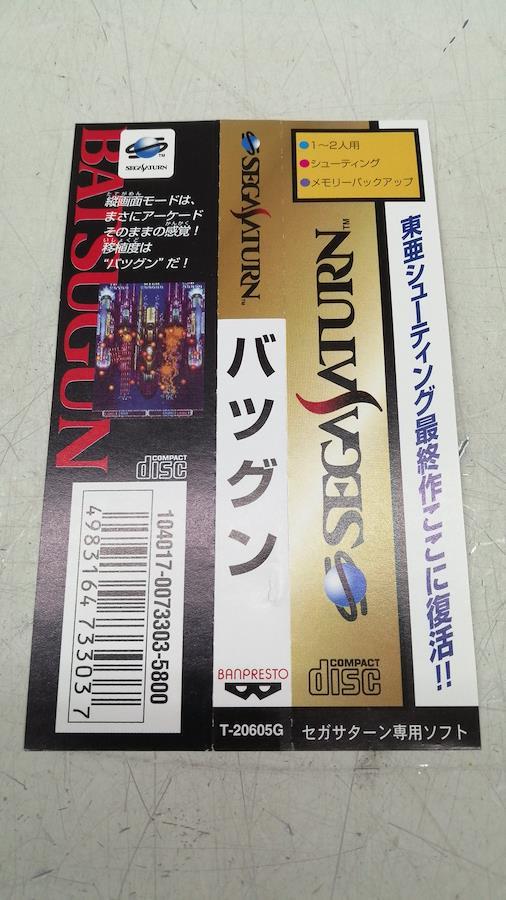 BATSUGUN
SEGASATURN
縦画面モードは、
まさにアーケード
そのままの感覚！
移植度は
“バツグン”だ！
COMPACT
disc
104017-0073303-5800
4983164733037
SEGASATURN™
バツグン
BANPRESTO
T-20605G
1～2人用
シューティング
メモリーバックアップ
SEGASATURN™
COMPACT
disc
東亜シューティング最終作ここに復活!!
セガサターン専用ソフト